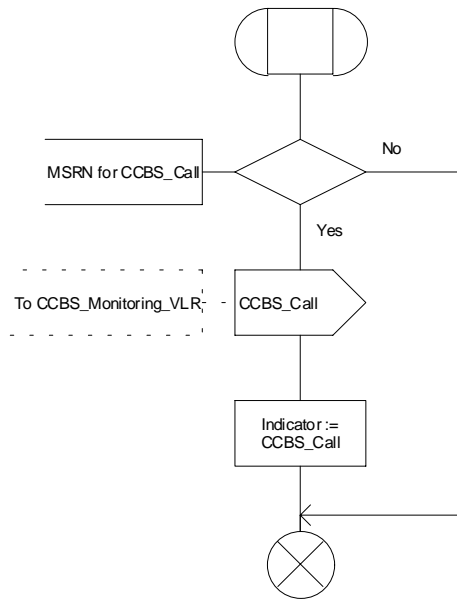 No
MSRN for CCBS_Call
Yes
To CCBS_Monitoring_VLR
CCBS_Call
Indicator :=
CCBS_Call